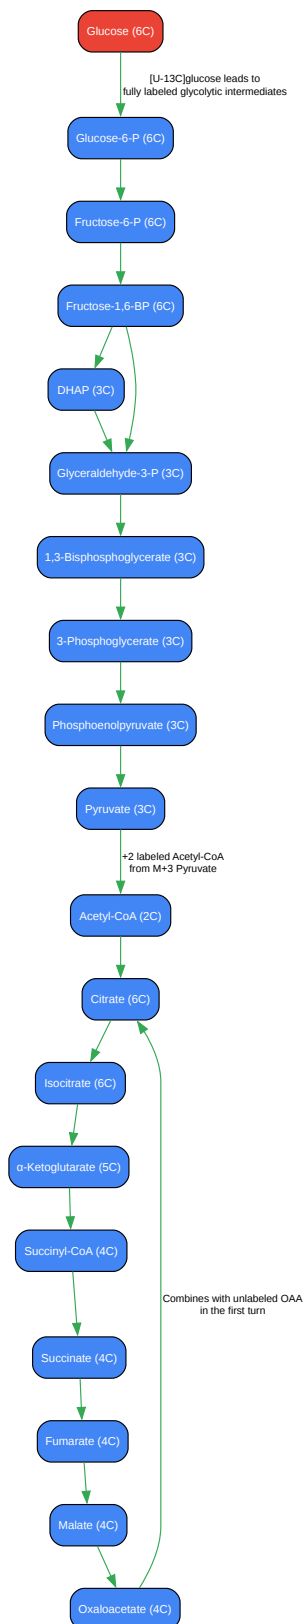 Glucose (6C)
[U-13C]glucose leads to
fully labeled glycolytic intermediates
Glucose-6-P (6C)
Fructose-6-P (6C)
Fructose-1,6-BP (6C)
DHAP (3C)
Glyceraldehyde-3-P (3C)
1,3-Bisphosphoglycerate (3C)
3-Phosphoglycerate (3C)
Phosphoenolpyruvate (3C)
Pyruvate (3C)
+2 labeled Acetyl-CoA
from M+3 Pyruvate
Acetyl-CoA (2C)
Citrate (6C)
Isocitrate (6C)
α-Ketoglutarate (5C)
Succinyl-CoA (4C)
Combines with unlabeled OAA
in the first turn
Succinate (4C)
Fumarate (4C)
Malate (4C)
Oxaloacetate (4C)